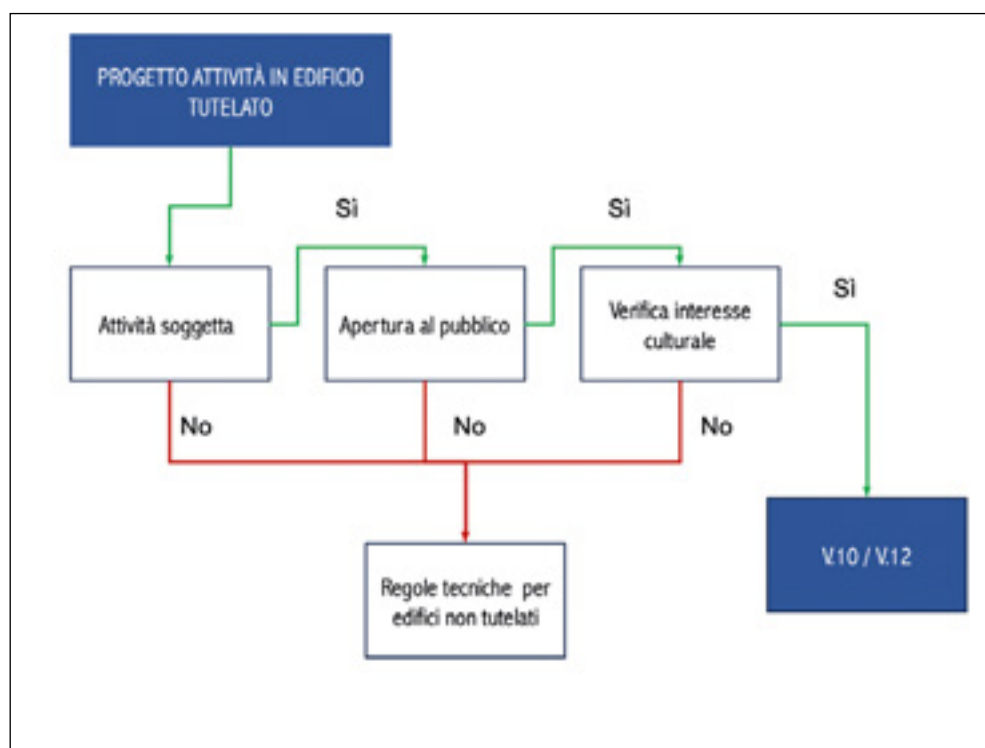 PROGETTO ATTIVITÀ IN EDIFICIO
TUTELATO
Sì
Sì
Sì
Attività soggetta
Apertura al pubblico
Verifica interesse
culturale
No
No
No
Regole tecniche per
edifici non tutelati
V.10 / V.12